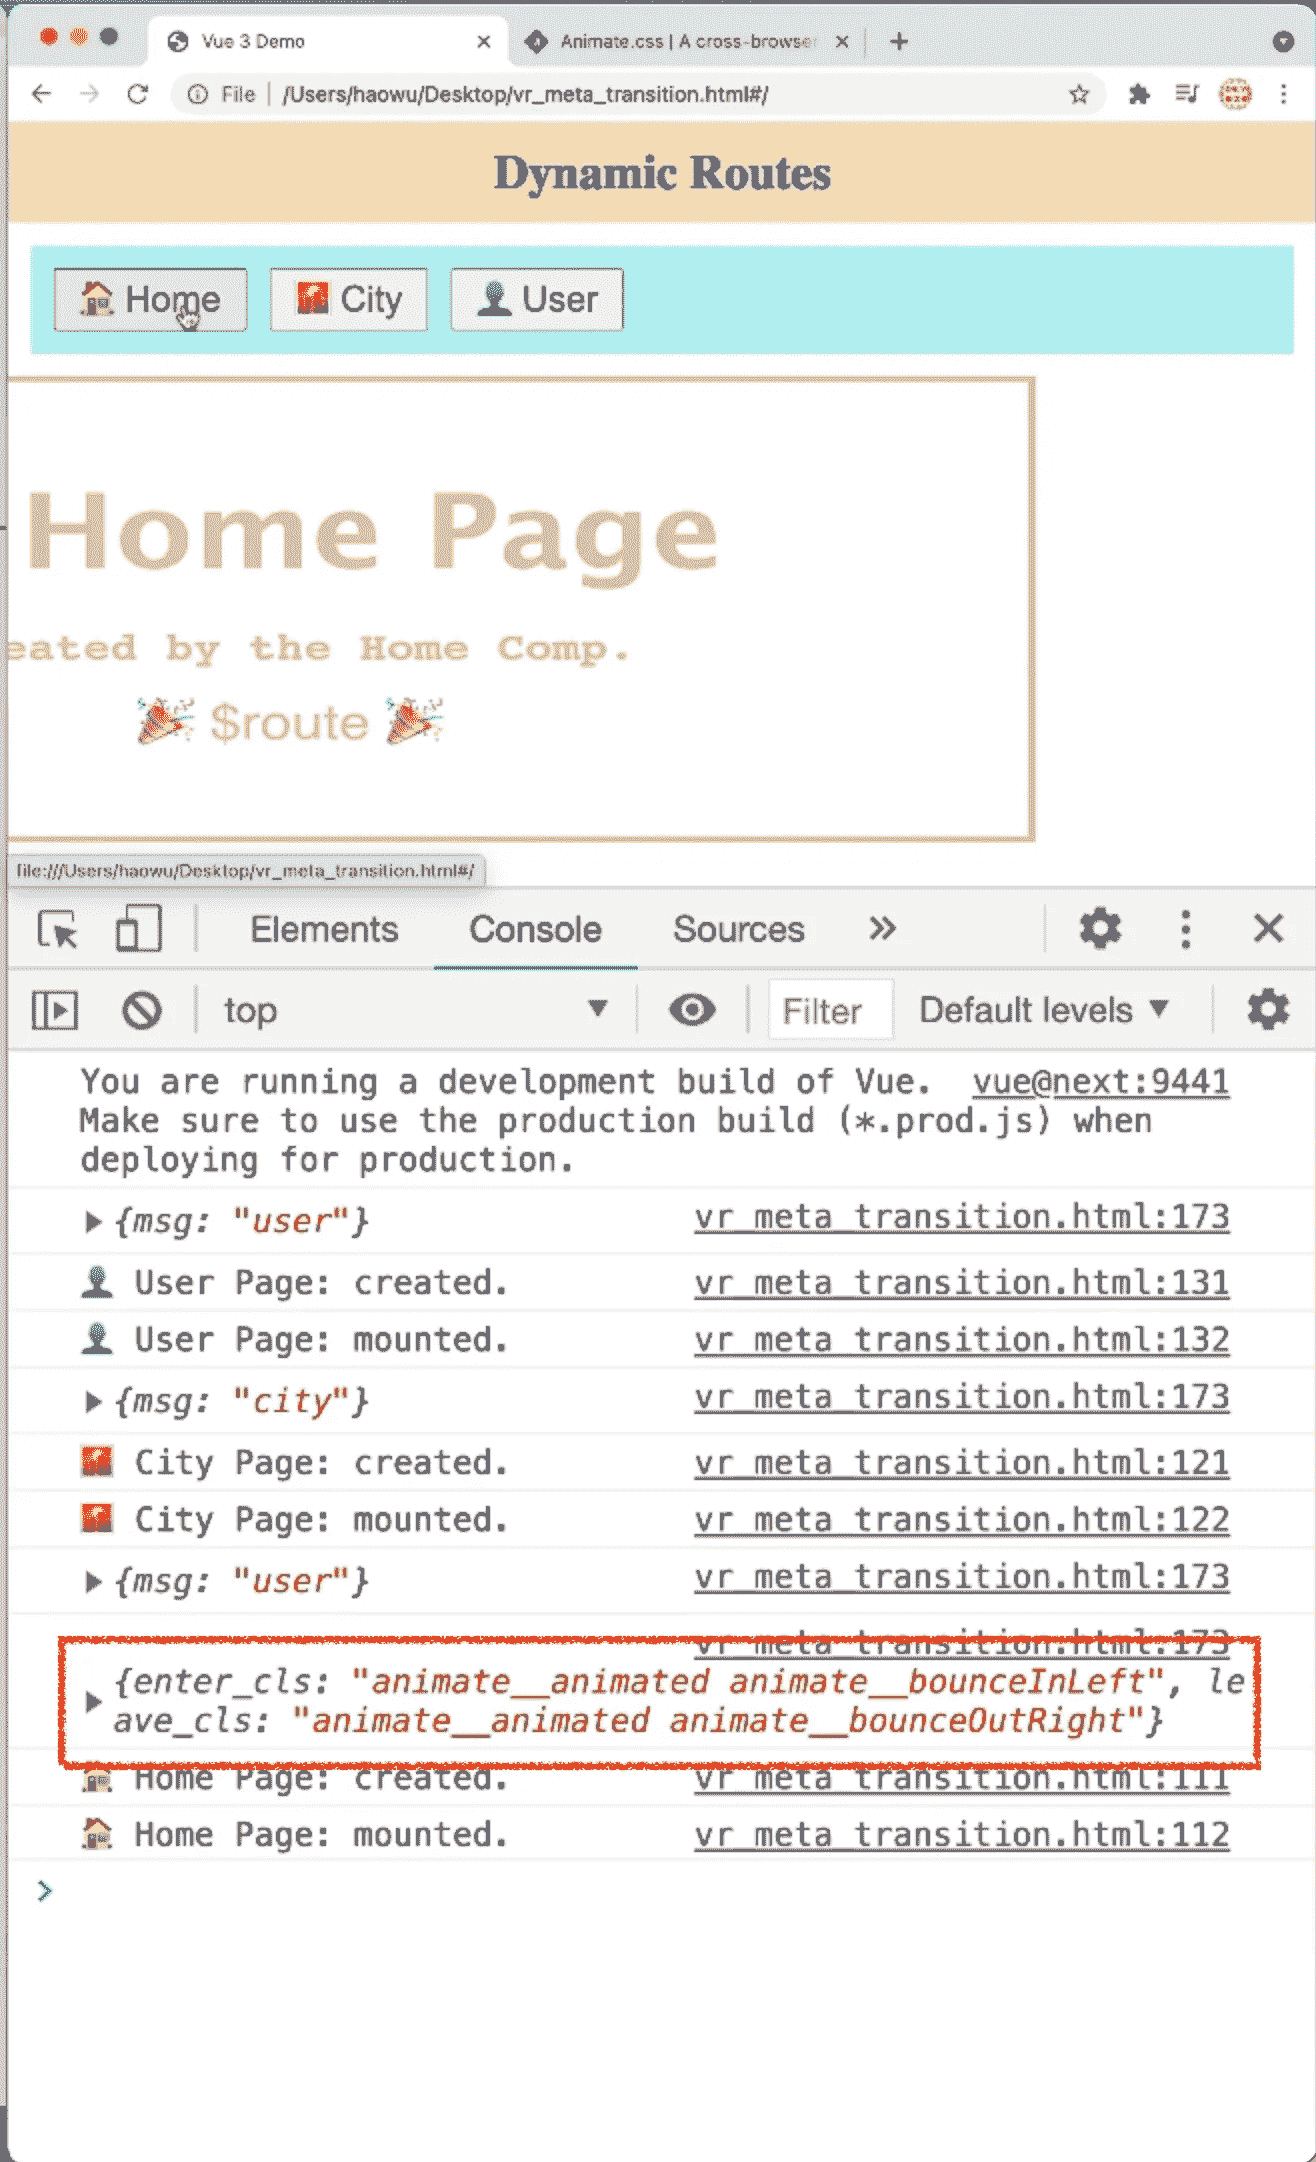 Vue 3 Demo
Animate.css | A cross-browser
File | /Users/haowu/Desktop/vr_meta_transition.html#/
Dynamic Routes
Home City User
Home Page
eated by the Home Comp.
$route
file:///Users/haowu/Desktop/vr_meta_transition.html#/
Elements Console Sources
top Filter Default levels
You are running a development build of Vue. vue@next:9441
Make sure to use the production build (*.prod.js) when
deploying for production.
{msg: "user"} vr_meta_transition.html:173
User Page: created. vr_meta_transition.html:131
User Page: mounted. vr_meta_transition.html:132
{msg: "city"} vr_meta_transition.html:173
City Page: created. vr_meta_transition.html:121
City Page: mounted. vr_meta_transition.html:122
{msg: "user"} vr_meta_transition.html:173
vr_meta_transition.html:173
{enter_cls: "animate__animated animate__bounceInLeft", le
ave_cls: "animate__animated animate__bounceOutRight"}
Home Page: created. vr_meta_transition.html:111
Home Page: mounted. vr_meta_transition.html:112